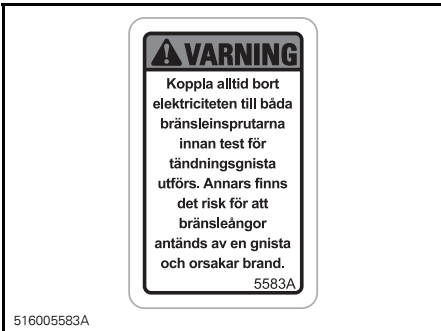 VARNING
Koppla alltid bort
elektriciteten till båda
bränsleinsprutarna
innan test för
tändningsgnista
utförs. Annars finns
det risk för att
bränsleångor
antänds av en gnista
och orsakar brand.
5583A
516005583A